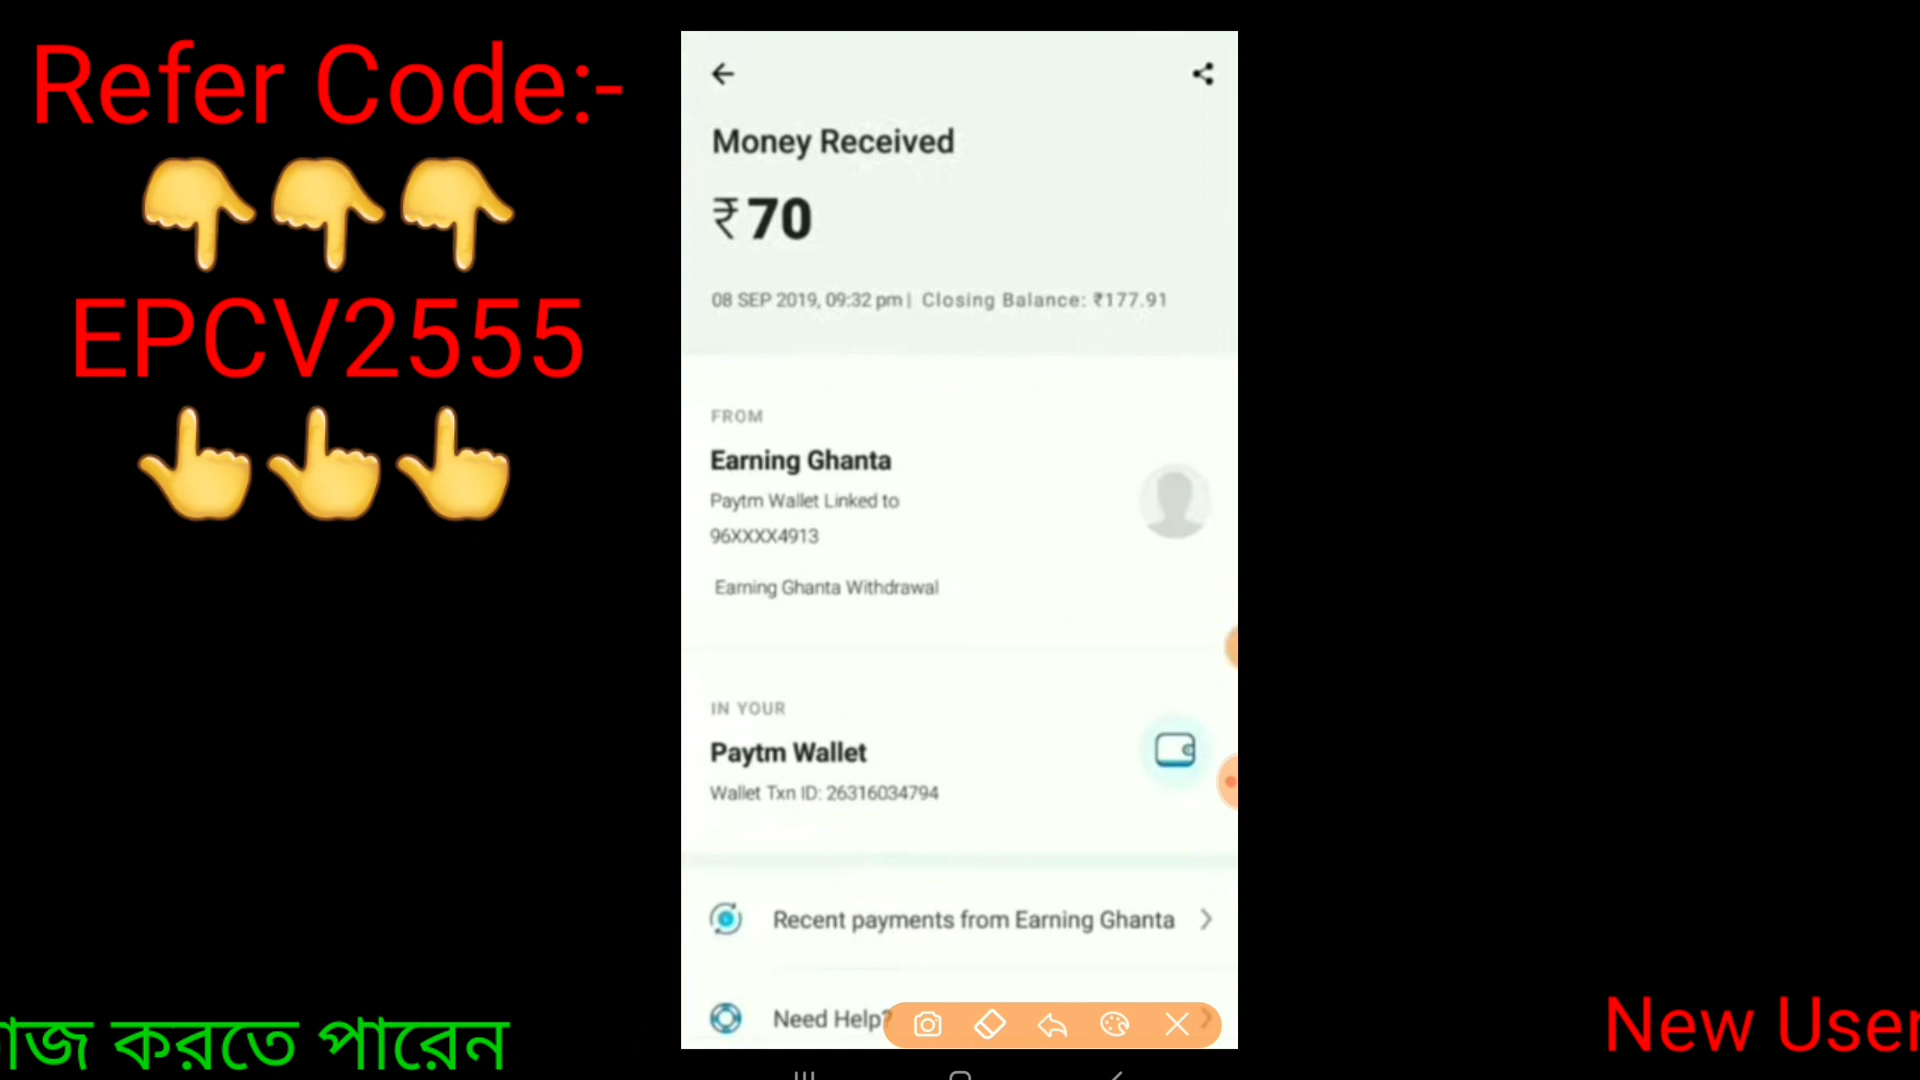 Refer Code:-
EPCV2555
Money Received
₹70
08 SEP 2019, 09:32 pm | Closing Balance: ₹177.91
FROM
Earning Ghanta
Paytm Wallet Linked to
96XXXX4913
Earning Ghanta Withdrawal
IN YOUR
Paytm Wallet
Wallet Txn ID: 26316034794
Recent payments from Earning Ghanta
Need Help?
করতে পারেন
New User